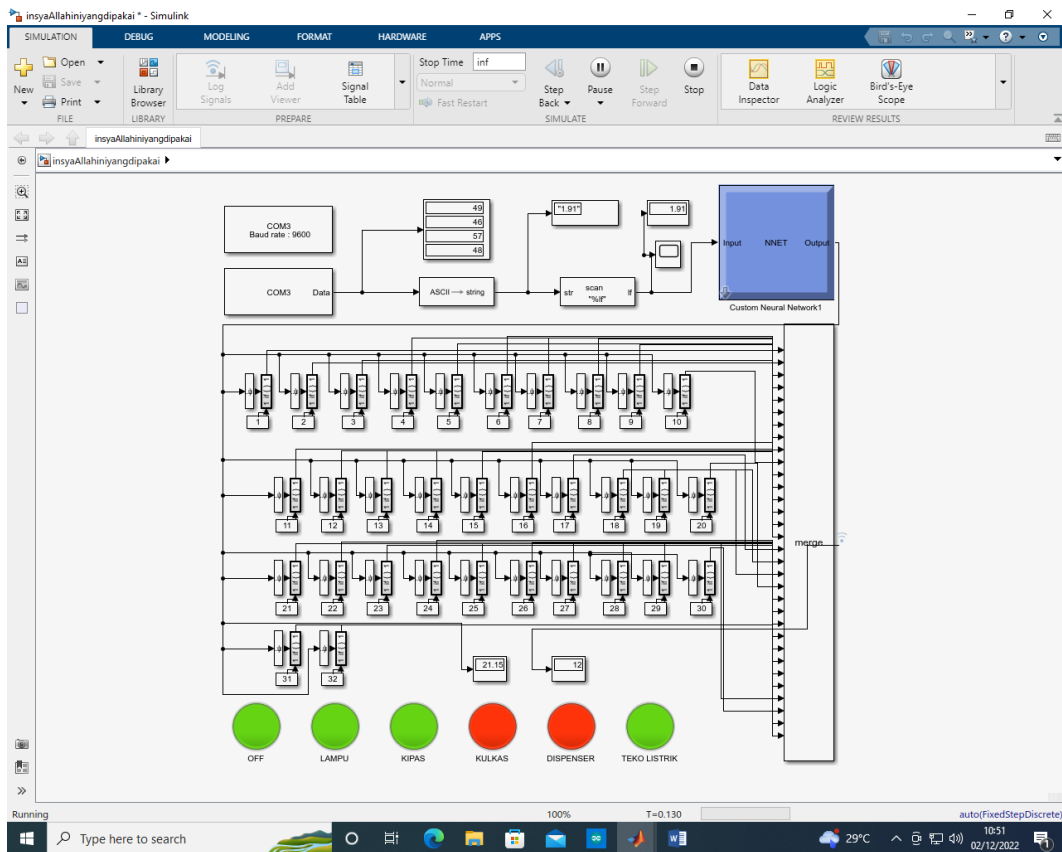 insyaAllahiniyangdipakai * - Simulink
SIMULATION DEBUG MODELING FORMAT HARDWARE APPS
New
Open
Save
Print
FILE
Library Browser
LIBRARY
Log Signals
Add Viewer
Signal Table
PREPARE
Stop Time inf
Normal
Fast Restart
Step Back
Pause
Step Forward
Stop
SIMULATE
Data Inspector
Logic Analyzer
Bird's-Eye Scope
REVIEW RESULTS
insyaAllahiniyangdipakai
insyaAllahiniyangdipakai
COM3
Baud rate : 9600
49
46
57
48
"1.91"
1.91
COM3 Data
ASCII → string
str scan "%lf" lf
Input NNET Output
Custom Neural Network1
1 2 3 4 5 6 7 8 9 10
11 12 13 14 15 16 17 18 19 20
merge
21 22 23 24 25 26 27 28 29 30
31 32
21.15
12
OFF LAMPU KIPAS KULKAS DISPENSER TEKO LISTRIK
Running 100% T=0.130 auto(FixedStepDiscrete)
Type here to search
29°C
10:51
02/12/2022